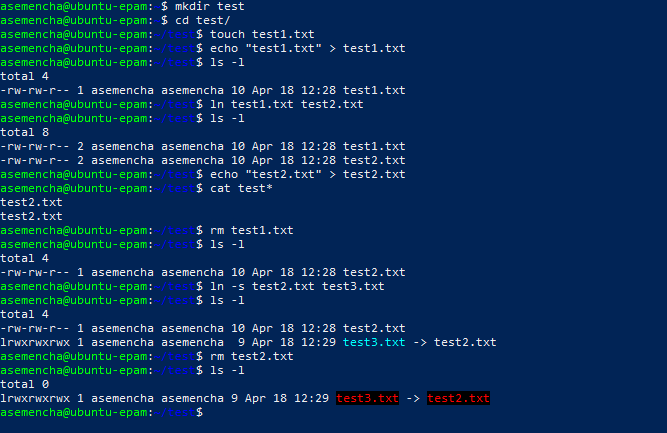 asemencha@ubuntu-epam:~$ mkdir test
asemencha@ubuntu-epam:~$ cd test/
asemencha@ubuntu-epam:~/test$ touch test1.txt
asemencha@ubuntu-epam:~/test$ echo "test1.txt" > test1.txt
asemencha@ubuntu-epam:~/test$ ls -l
total 4
-rw-rw-r-- 1 asemencha asemencha 10 Apr 18 12:28 test1.txt
asemencha@ubuntu-epam:~/test$ ln test1.txt test2.txt
asemencha@ubuntu-epam:~/test$ ls -l
total 8
-rw-rw-r-- 2 asemencha asemencha 10 Apr 18 12:28 test1.txt
-rw-rw-r-- 2 asemencha asemencha 10 Apr 18 12:28 test2.txt
asemencha@ubuntu-epam:~/test$ echo "test2.txt" > test2.txt
asemencha@ubuntu-epam:~/test$ cat test*
test2.txt
test2.txt
asemencha@ubuntu-epam:~/test$ rm test1.txt
asemencha@ubuntu-epam:~/test$ ls -l
total 4
-rw-rw-r-- 1 asemencha asemencha 10 Apr 18 12:28 test2.txt
asemencha@ubuntu-epam:~/test$ ln -s test2.txt test3.txt
asemencha@ubuntu-epam:~/test$ ls -l
total 4
-rw-rw-r-- 1 asemencha asemencha 10 Apr 18 12:28 test2.txt
lrwxrwxrwx 1 asemencha asemencha  9 Apr 18 12:29 test3.txt -> test2.txt
asemencha@ubuntu-epam:~/test$ rm test2.txt
asemencha@ubuntu-epam:~/test$ ls -l
total 0
lrwxrwxrwx 1 asemencha asemencha 9 Apr 18 12:29 test3.txt -> test2.txt
asemencha@ubuntu-epam:~/test$